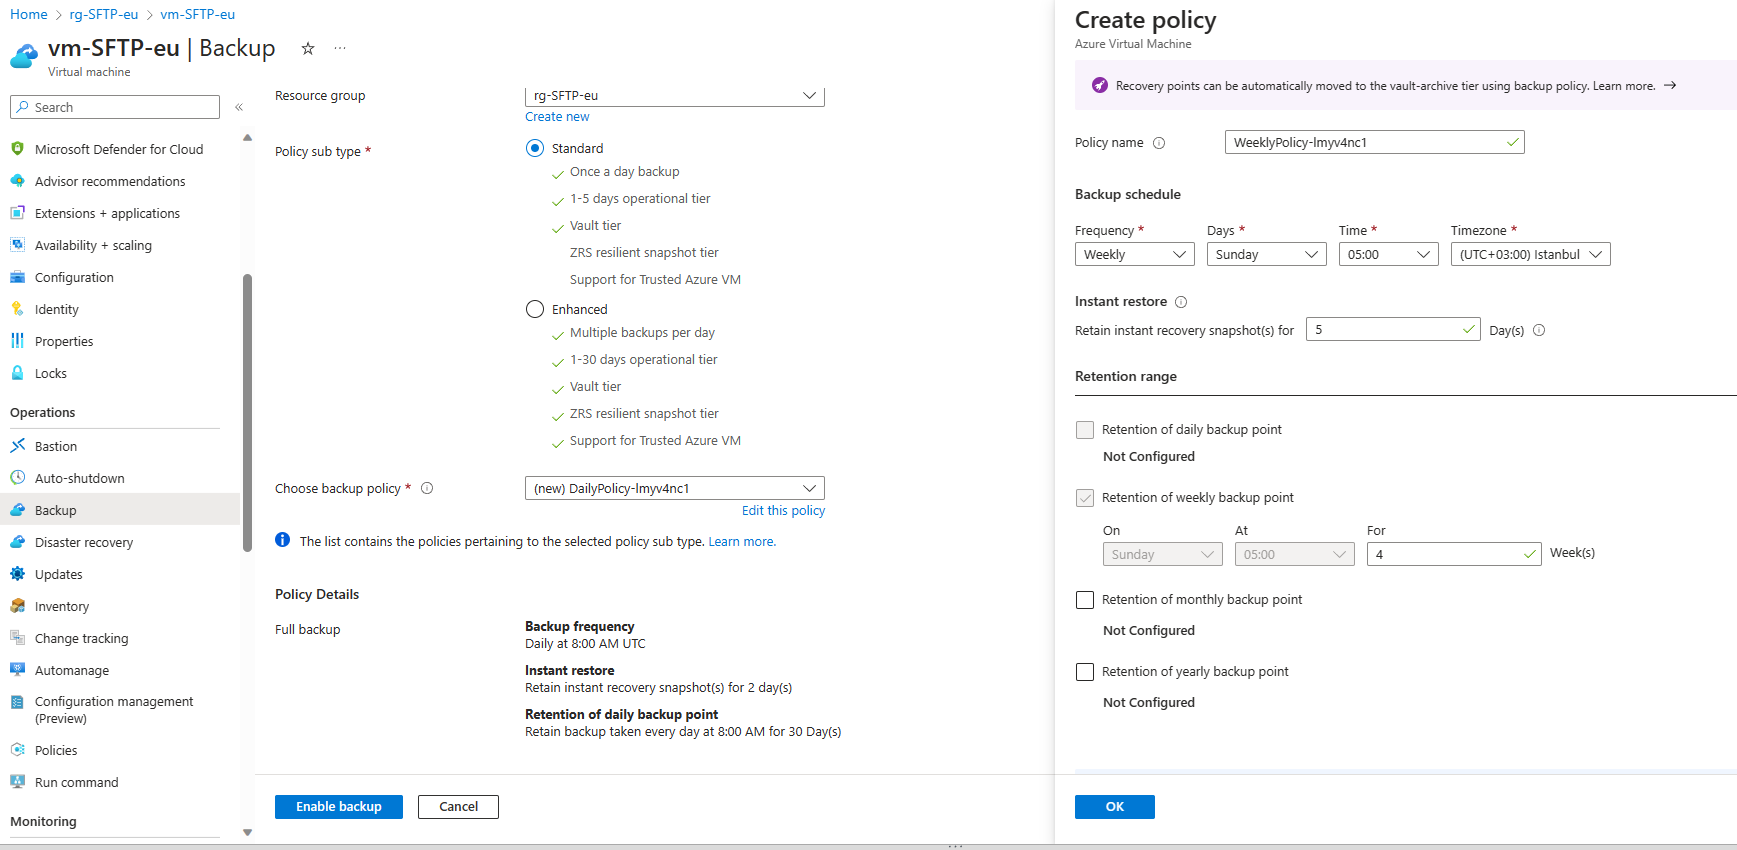 Home > rg-SFTP-eu > vm-SFTP-eu
vm-SFTP-eu | Backup
Virtual machine
Search
Microsoft Defender for Cloud
Advisor recommendations
Extensions + applications
Availability + scaling
Configuration
Identity
Properties
Locks
Operations
Bastion
Auto-shutdown
Backup
Disaster recovery
Updates
Inventory
Change tracking
Automanage
Configuration management
(Preview)
Policies
Run command
Monitoring
Resource group
rg-SFTP-eu
Create new
Policy sub type *
Standard
Once a day backup
1-5 days operational tier
Vault tier
ZRS resilient snapshot tier
Support for Trusted Azure VM
Enhanced
Multiple backups per day
1-30 days operational tier
Vault tier
ZRS resilient snapshot tier
Support for Trusted Azure VM
Choose backup policy *
(new) DailyPolicy-lmyv4nc1
Edit this policy
The list contains the policies pertaining to the selected policy sub type. Learn more.
Policy Details
Full backup
Backup frequency
Daily at 8:00 AM UTC
Instant restore
Retain instant recovery snapshot(s) for 2 day(s)
Retention of daily backup point
Retain backup taken every day at 8:00 AM for 30 Day(s)
Enable backup
Cancel
Create policy
Azure Virtual Machine
Recovery points can be automatically moved to the vault-archive tier using backup policy. Learn more.
Policy name
WeeklyPolicy-lmyv4nc1
Backup schedule
Frequency * Days * Time * Timezone *
Weekly Sunday 05:00 (UTC+03:00) Istanbul
Instant restore
Retain instant recovery snapshot(s) for 5 Day(s)
Retention range
Retention of daily backup point
Not Configured
Retention of weekly backup point
On At For
Sunday 05:00 4 Week(s)
Retention of monthly backup point
Not Configured
Retention of yearly backup point
Not Configured
OK